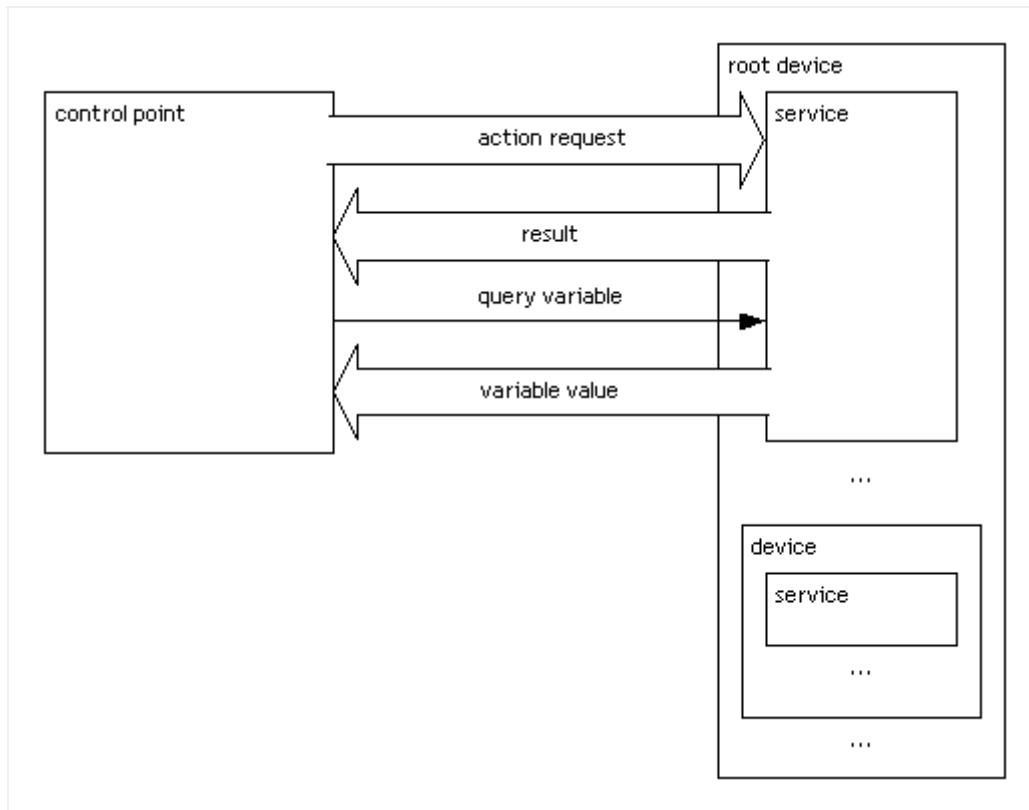 root device
control point
service
action request
result
query variable
variable value
...
device
service
...
...